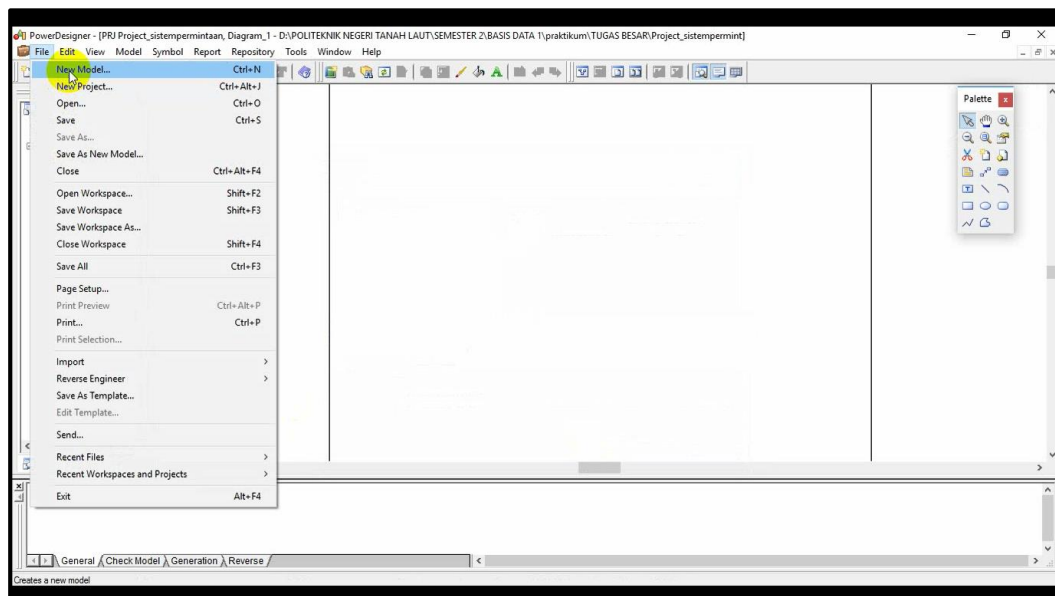 PowerDesigner - [PRJ Project_sistempermintaan, Diagram_1 - D:\POLITEKNIK NEGERI TANAH LAUT\SEMESTER 2\BASIS DATA 1\praktikum\TUGAS BESAR\Project_sistempermint]
File Edit View Model Symbol Report Repository Tools Window Help
New Model... Ctrl+N
New Project... Ctrl+Alt+J
Open... Ctrl+O
Save Ctrl+S
Save As...
Save As New Model...
Close Ctrl+Alt+F4
Open Workspace... Shift+F2
Save Workspace Shift+F3
Save Workspace As...
Close Workspace Shift+F4
Save All Ctrl+F3
Page Setup...
Print Preview Ctrl+Alt+P
Print... Ctrl+P
Print Selection...
Import
Reverse Engineer
Save As Template...
Edit Template...
Send...
Recent Files
Recent Workspaces and Projects
Exit Alt+F4
Palette
General Check Model Generation Reverse
Creates a new model